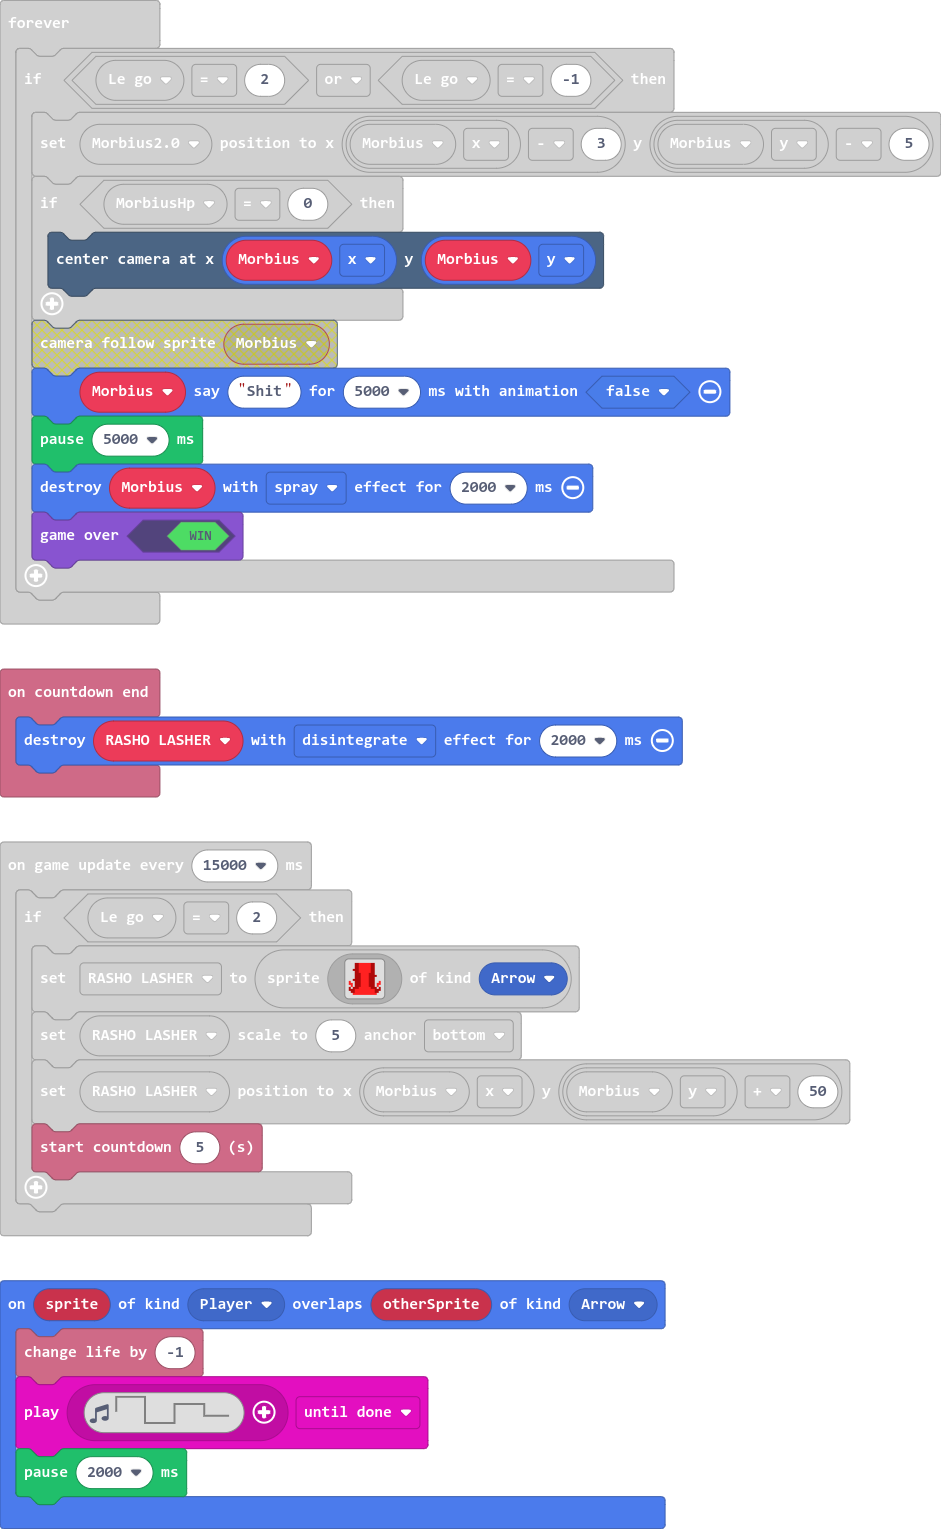 forever
if Le go = 2 or Le go = -1 then
set Morbius2.0 position to x Morbius x - 3 y Morbius y - 5
if MorbiusHp = 0 then
center camera at x Morbius x y Morbius y
camera follow sprite Morbius
Morbius say "Shit" for 5000 ms with animation false
pause 5000 ms
destroy Morbius with spray effect for 2000 ms
game over WIN
on countdown end
destroy RASHO LASHER with disintegrate effect for 2000 ms
on game update every 15000 ms
if Le go = 2 then
set RASHO LASHER to sprite of kind Arrow
set RASHO LASHER scale to 5 anchor bottom
set RASHO LASHER position to x Morbius x y Morbius y + 50
start countdown 5 (s)
on sprite of kind Player overlaps otherSprite of kind Arrow
change life by -1
play until done
pause 2000 ms